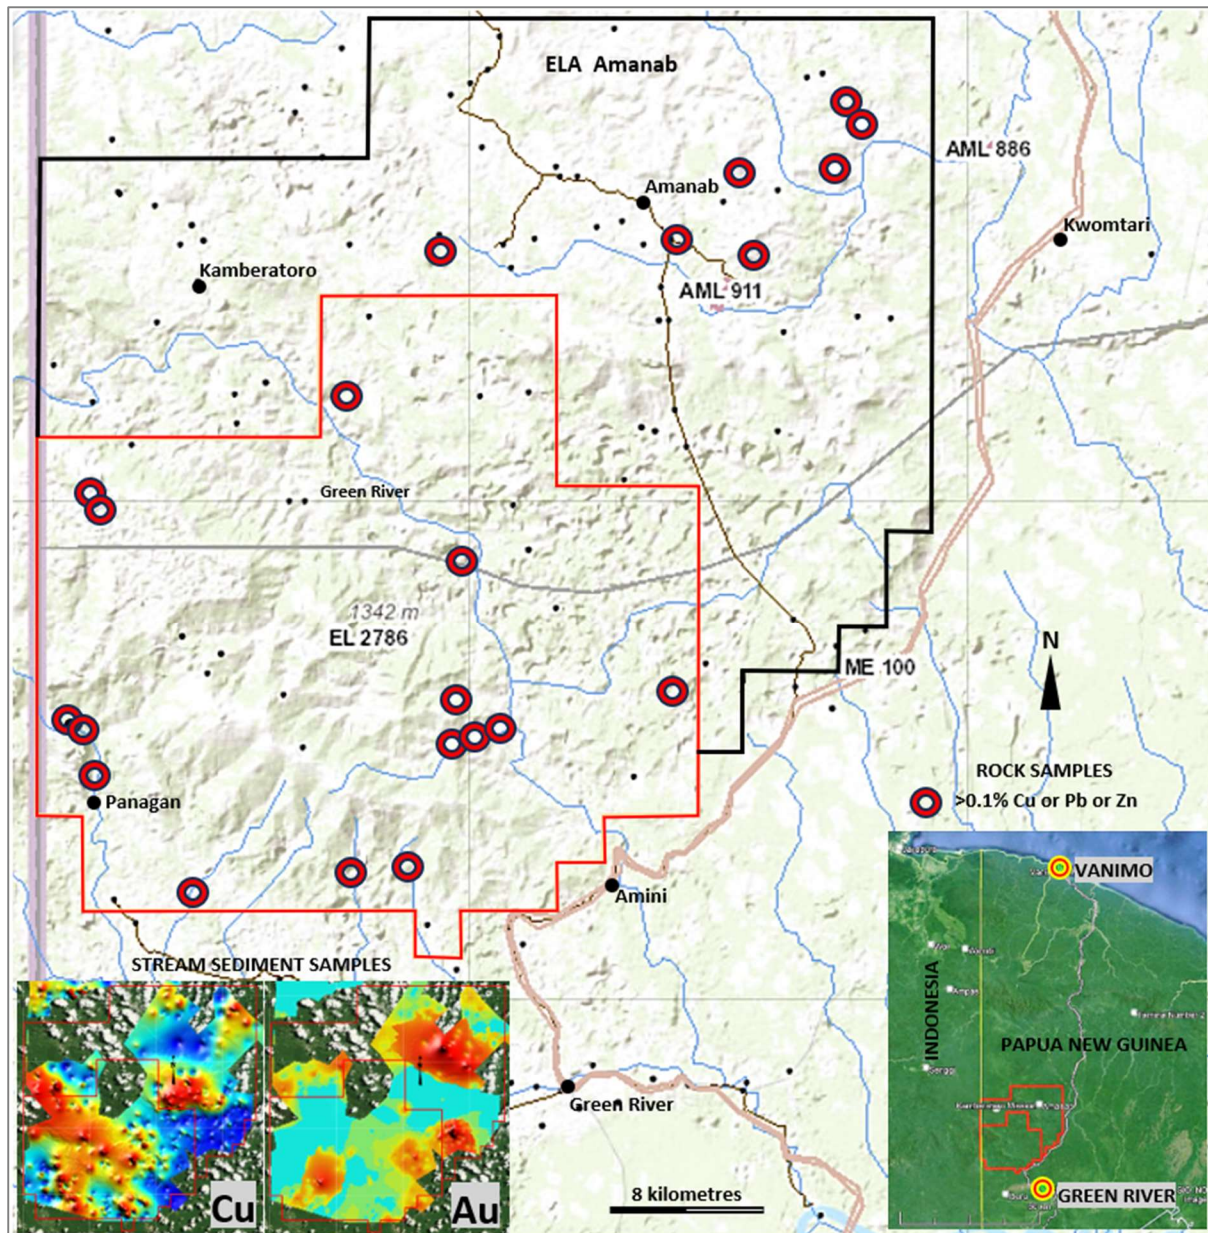 ELA Amanab
AML 886
Amanab
Kwomtari
Kamberatoro
AML 911
Green River
1342 m
EL 2786
N
ME 100
ROCK SAMPLES
>0.1% Cu or Pb or Zn
Panagan
Amini
VANIMO
STREAM SEDIMENT SAMPLES
INDONESIA
Ampas
PAPUA NEW GUINEA
Senggi
Green River
Cu
Au
8 kilometres
GREEN RIVER